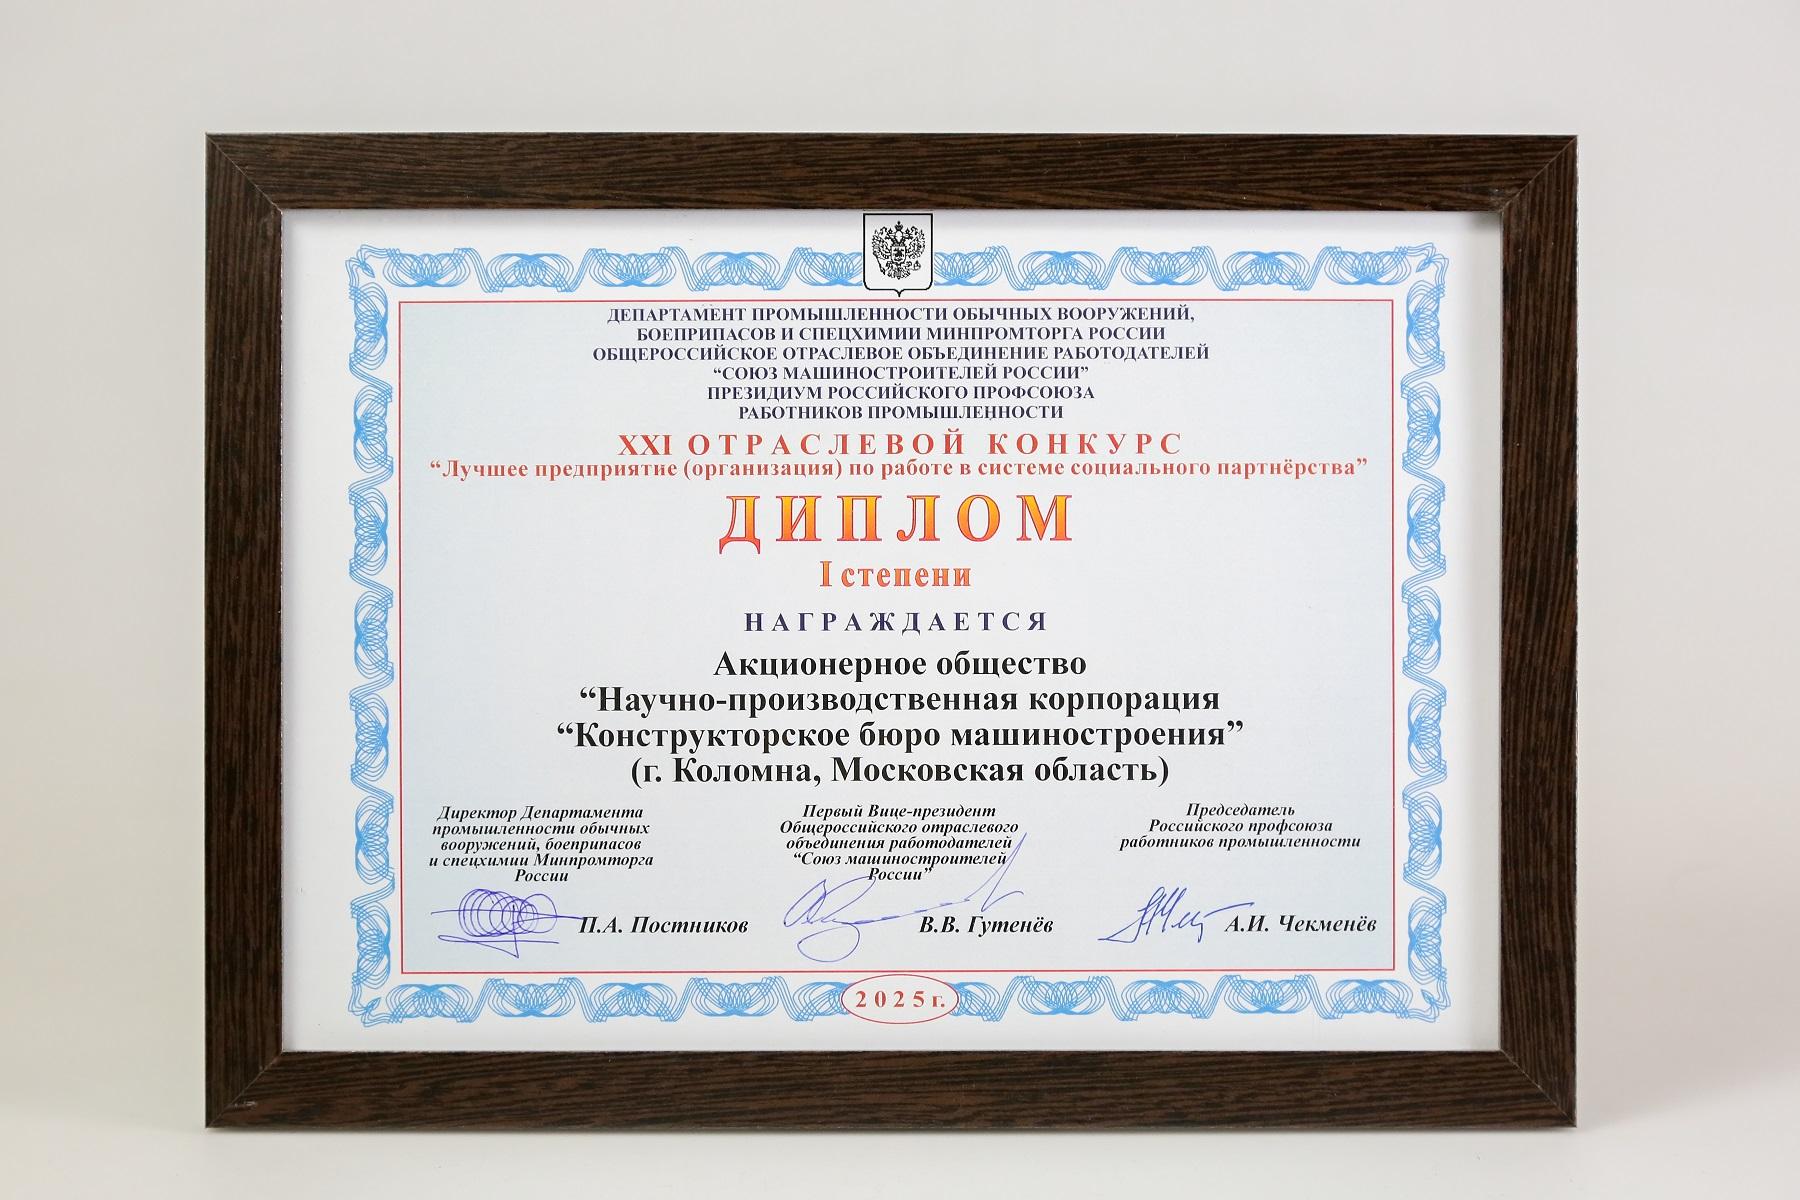 ДЕПАРТАМЕНТ ПРОМЫШЛЕННОСТИ ОБЫЧНЫХ ВООРУЖЕНИЙ,
БОЕПРИПАСОВ И СПЕЦХИМИИ МИНПРОМТОРГА РОССИИ
ОБЩЕРОССИЙСКОЕ ОТРАСЛЕВОЕ ОБЪЕДИНЕНИЕ РАБОТОДАТЕЛЕЙ
“СОЮЗ МАШИНОСТРОИТЕЛЕЙ РОССИИ”
ПРЕЗИДИУМ РОССИЙСКОГО ПРОФСОЮЗА
РАБОТНИКОВ ПРОМЫШЛЕННОСТИ
XXI ОТРАСЛЕВОЙ КОНКУРС
“Лучшее предприятие (организация) по работе в системе социального партнёрства”
ДИПЛОМ
I степени
НАГРАЖДАЕТСЯ
Акционерное общество
“Научно-производственная корпорация
“Конструкторское бюро машиностроения”
(г. Коломна, Московская область)
Директор Департамента
промышленности обычных
вооружений, боеприпасов
и спецхимии Минпромторга
России
П.А. Постников
Первый Вице-президент
Общероссийского отраслевого
объединения работодателей
“Союз машиностроителей
России”
В.В. Гутенёв
Председатель
Российского профсоюза
работников промышленности
А.И. Чекменёв
2025 г.